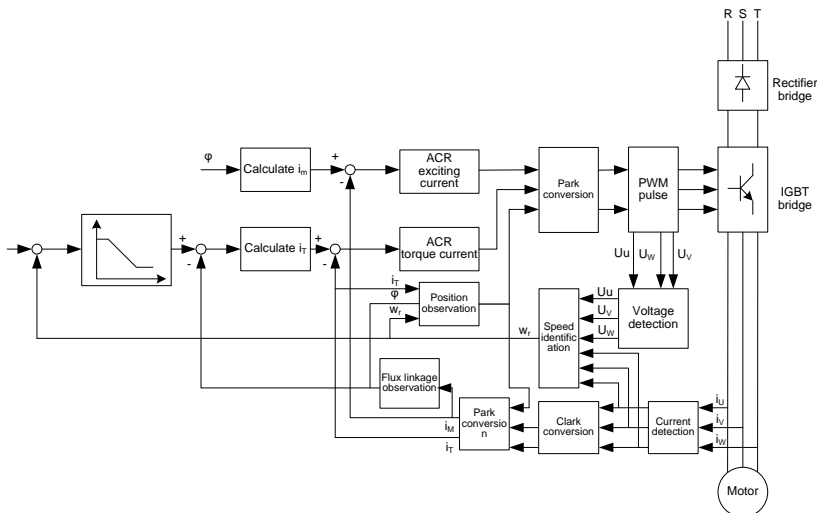 R S T
Rectifier
bridge
φ
Calculate im
+
-
ACR
exciting
current
Park
conversion
PWM
pulse
IGBT
bridge
+
-
Calculate iT
+
-
ACR
torque current
Uu UW UV
iT
φ
wr
Position
observation
wr
Speed
identific
ation
Uu
UV
UW
Voltage
detection
Flux linkage
observation
iM
iT
Park
conversio
n
Clark
conversion
Current
detection
iU
iV
iW
Motor